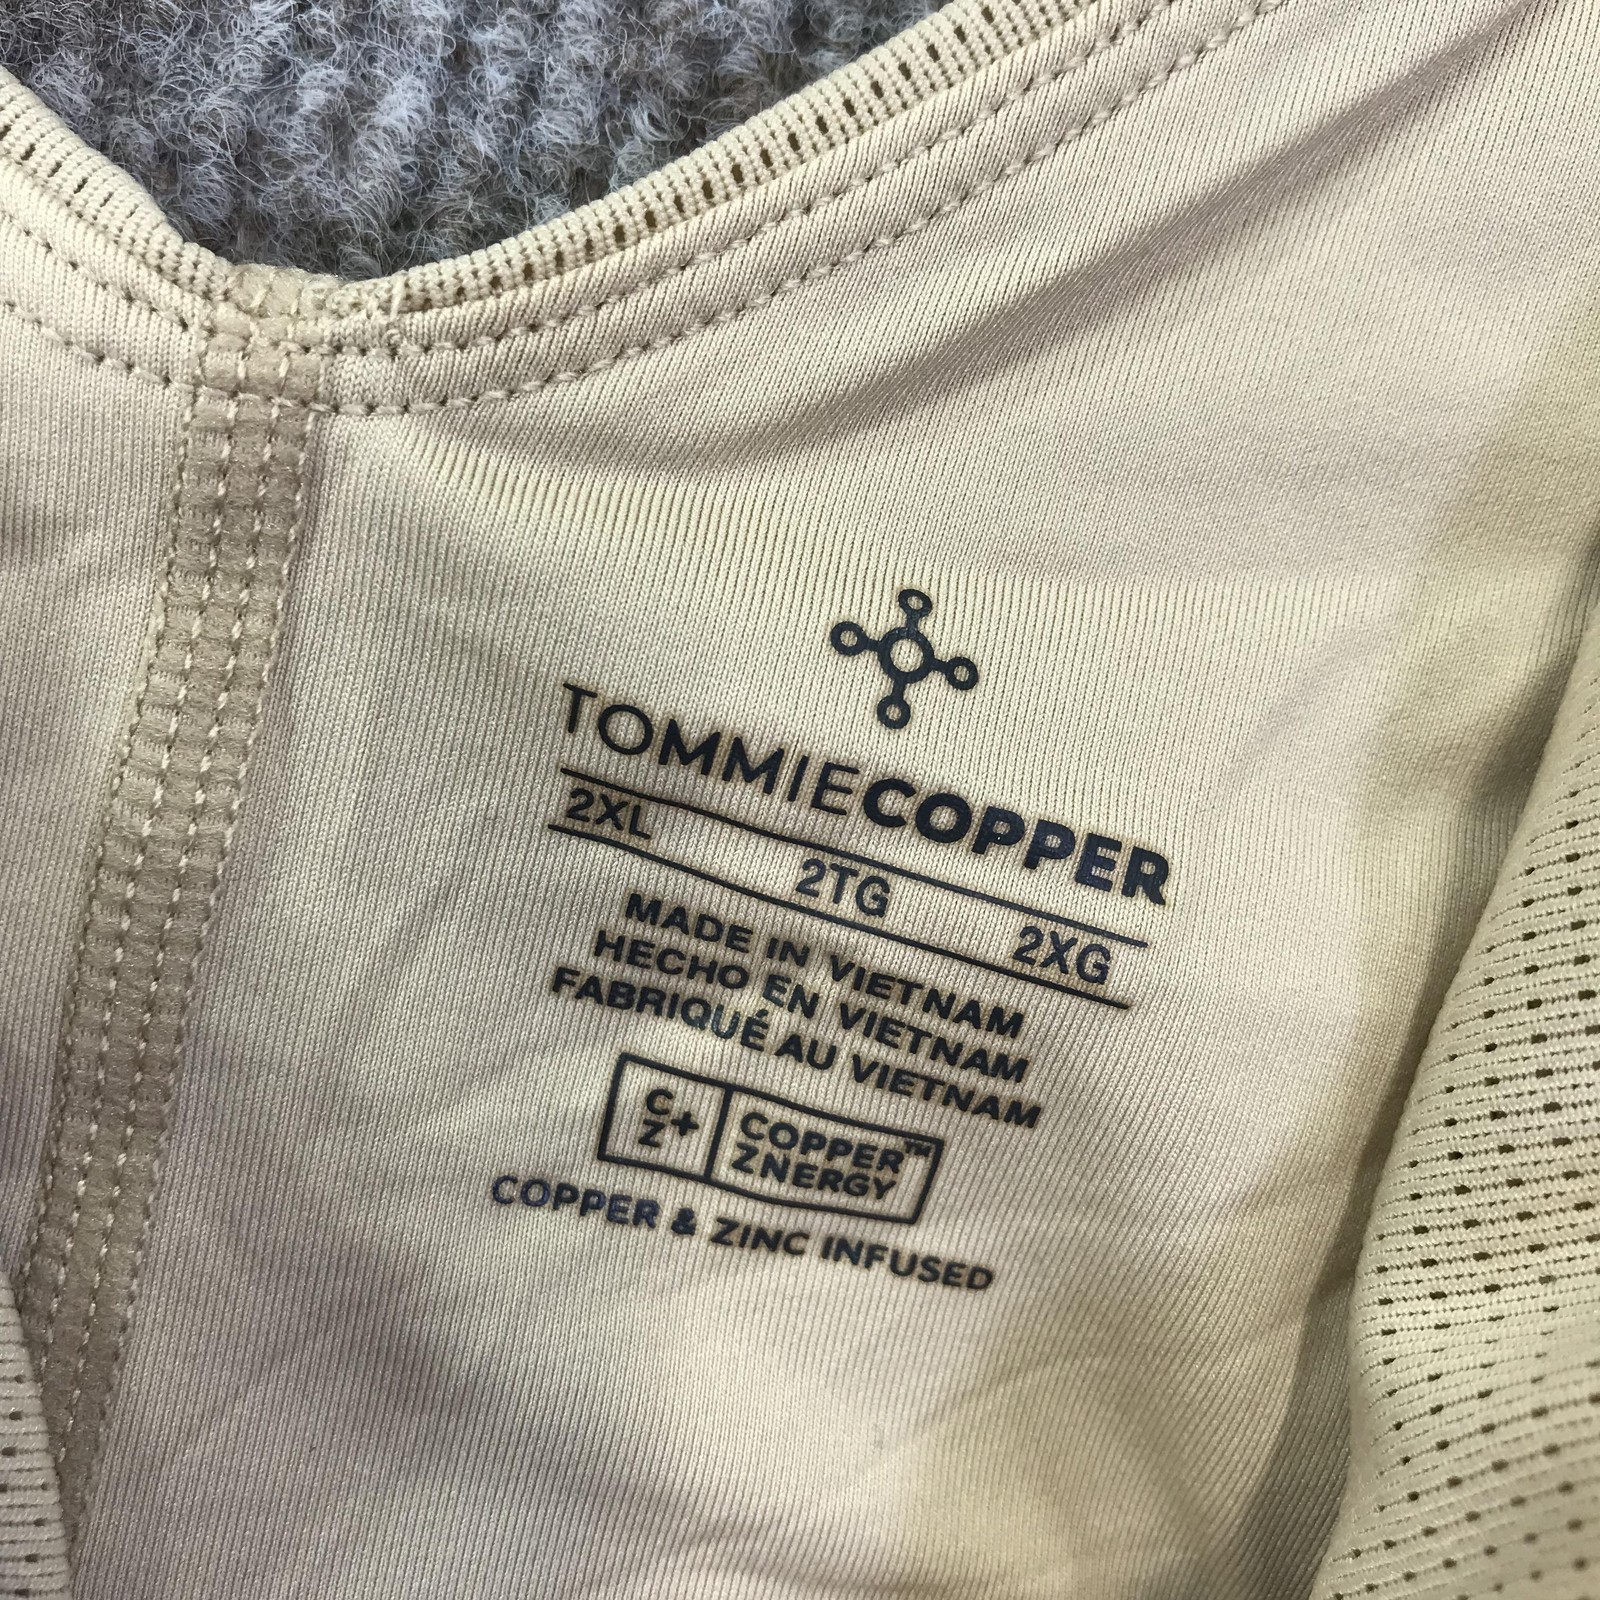 TOMMIECOPPER
2XL 2TG 2XG
MADE IN VIETNAM
HECHO EN VIETNAM
FABRIQUÉ AU VIETNAM
C+
Z
COPPER™
ZNERGY
COPPER & ZINC INFUSED